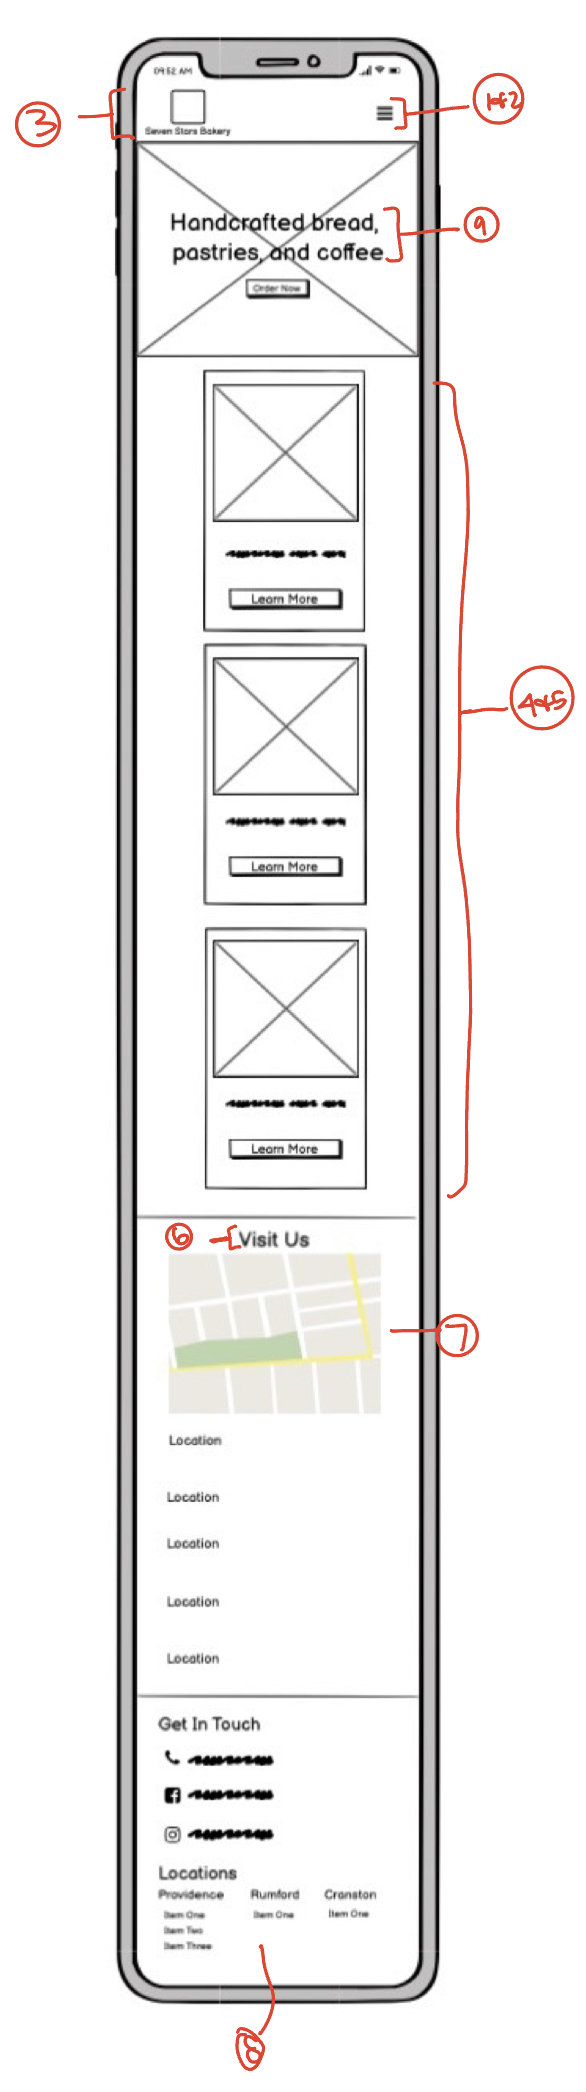 09:52 AM
Seven Stars Bakery
3
1 of 2
Handcrafted bread,
pastries, and coffee
9
Order Now
Learn More
4 of 5
Learn More
Learn More
6
Visit Us
7
Location
Location
Location
Location
Location
Get In Touch
Locations
Providence Rumford Cranston
Item One Item One Item One
Item Two
Item Three
8